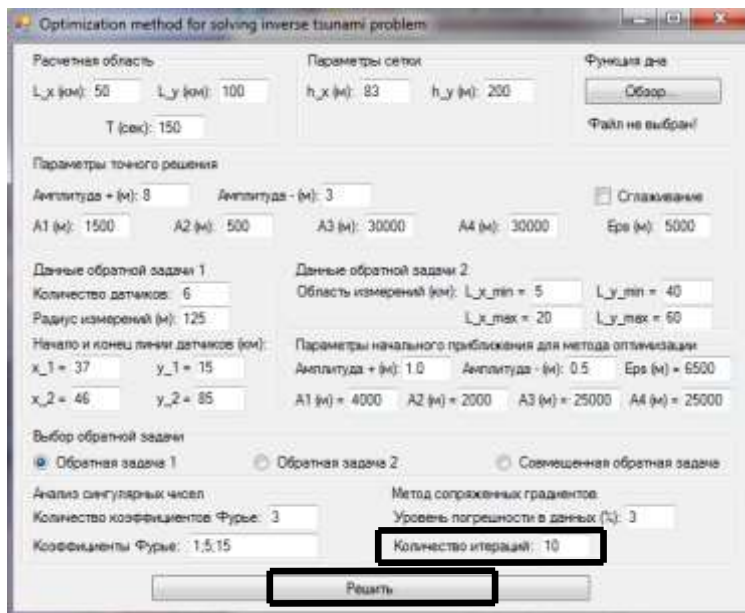 Optimization method for solving inverse tsunami problem
Расчетная область
Параметры сетки
Функция дна
L_x (км): 50 L_y (км): 100
h_x (м): 83 h_y (м): 200
Обзор...
T (сек): 150
Файл не выбран!
Параметры точного решения
Амплитуда + (м): 8 Амплитуда - (м): 3
Сглаживание
A1 (м): 1500 A2 (м): 500 A3 (м): 30000 A4 (м): 30000 Eps (м): 5000
Данные обратной задачи 1
Количество датчиков: 6
Радиус измерений (м): 125
Данные обратной задачи 2
Область измерений (км): L_x_min = 5 L_y_min = 40
L_x_max = 20 L_y_max = 60
Начало и конец линии датчиков (км):
x_1 = 37 y_1 = 15
x_2 = 46 y_2 = 85
Параметры начального приближения для метода оптимизации
Амплитуда + (м): 1.0 Амплитуда - (м): 0.5 Eps (м) = 6500
A1 (м) = 4000 A2 (м) = 2000 A3 (м) = 25000 A4 (м) = 25000
Выбор обратной задачи
Обратная задача 1 Обратная задача 2 Совмещенная обратная задача
Анализ сингулярных чисел
Количество коэффициентов Фурье: 3
Коэффициенты Фурье: 1;5;15
Метод сопряженных градиентов
Уровень погрешности в данных (%): 3
Количество итераций: 10
Решить